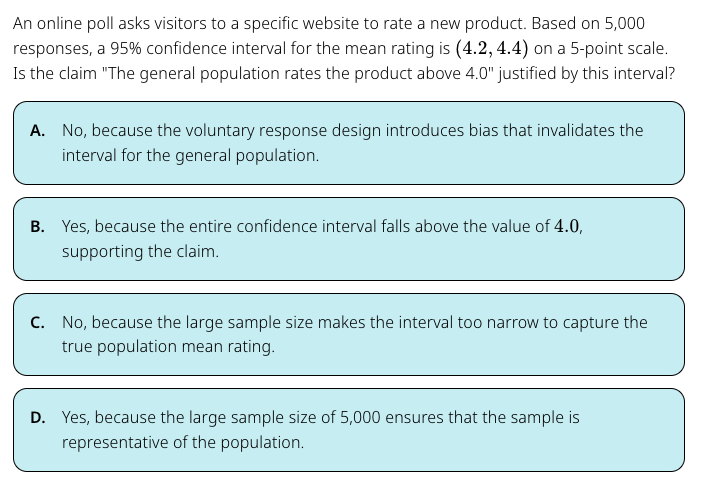 An online poll asks visitors to a specific website to rate a new product. Based on 5,000
responses, a 95% confidence interval for the mean rating is (4.2, 4.4) on a 5-point scale.
Is the claim "The general population rates the product above 4.0" justified by this interval?
A. No, because the voluntary response design introduces bias that invalidates the
interval for the general population.
B. Yes, because the entire confidence interval falls above the value of 4.0,
supporting the claim.
C. No, because the large sample size makes the interval too narrow to capture the
true population mean rating.
D. Yes, because the large sample size of 5,000 ensures that the sample is
representative of the population.